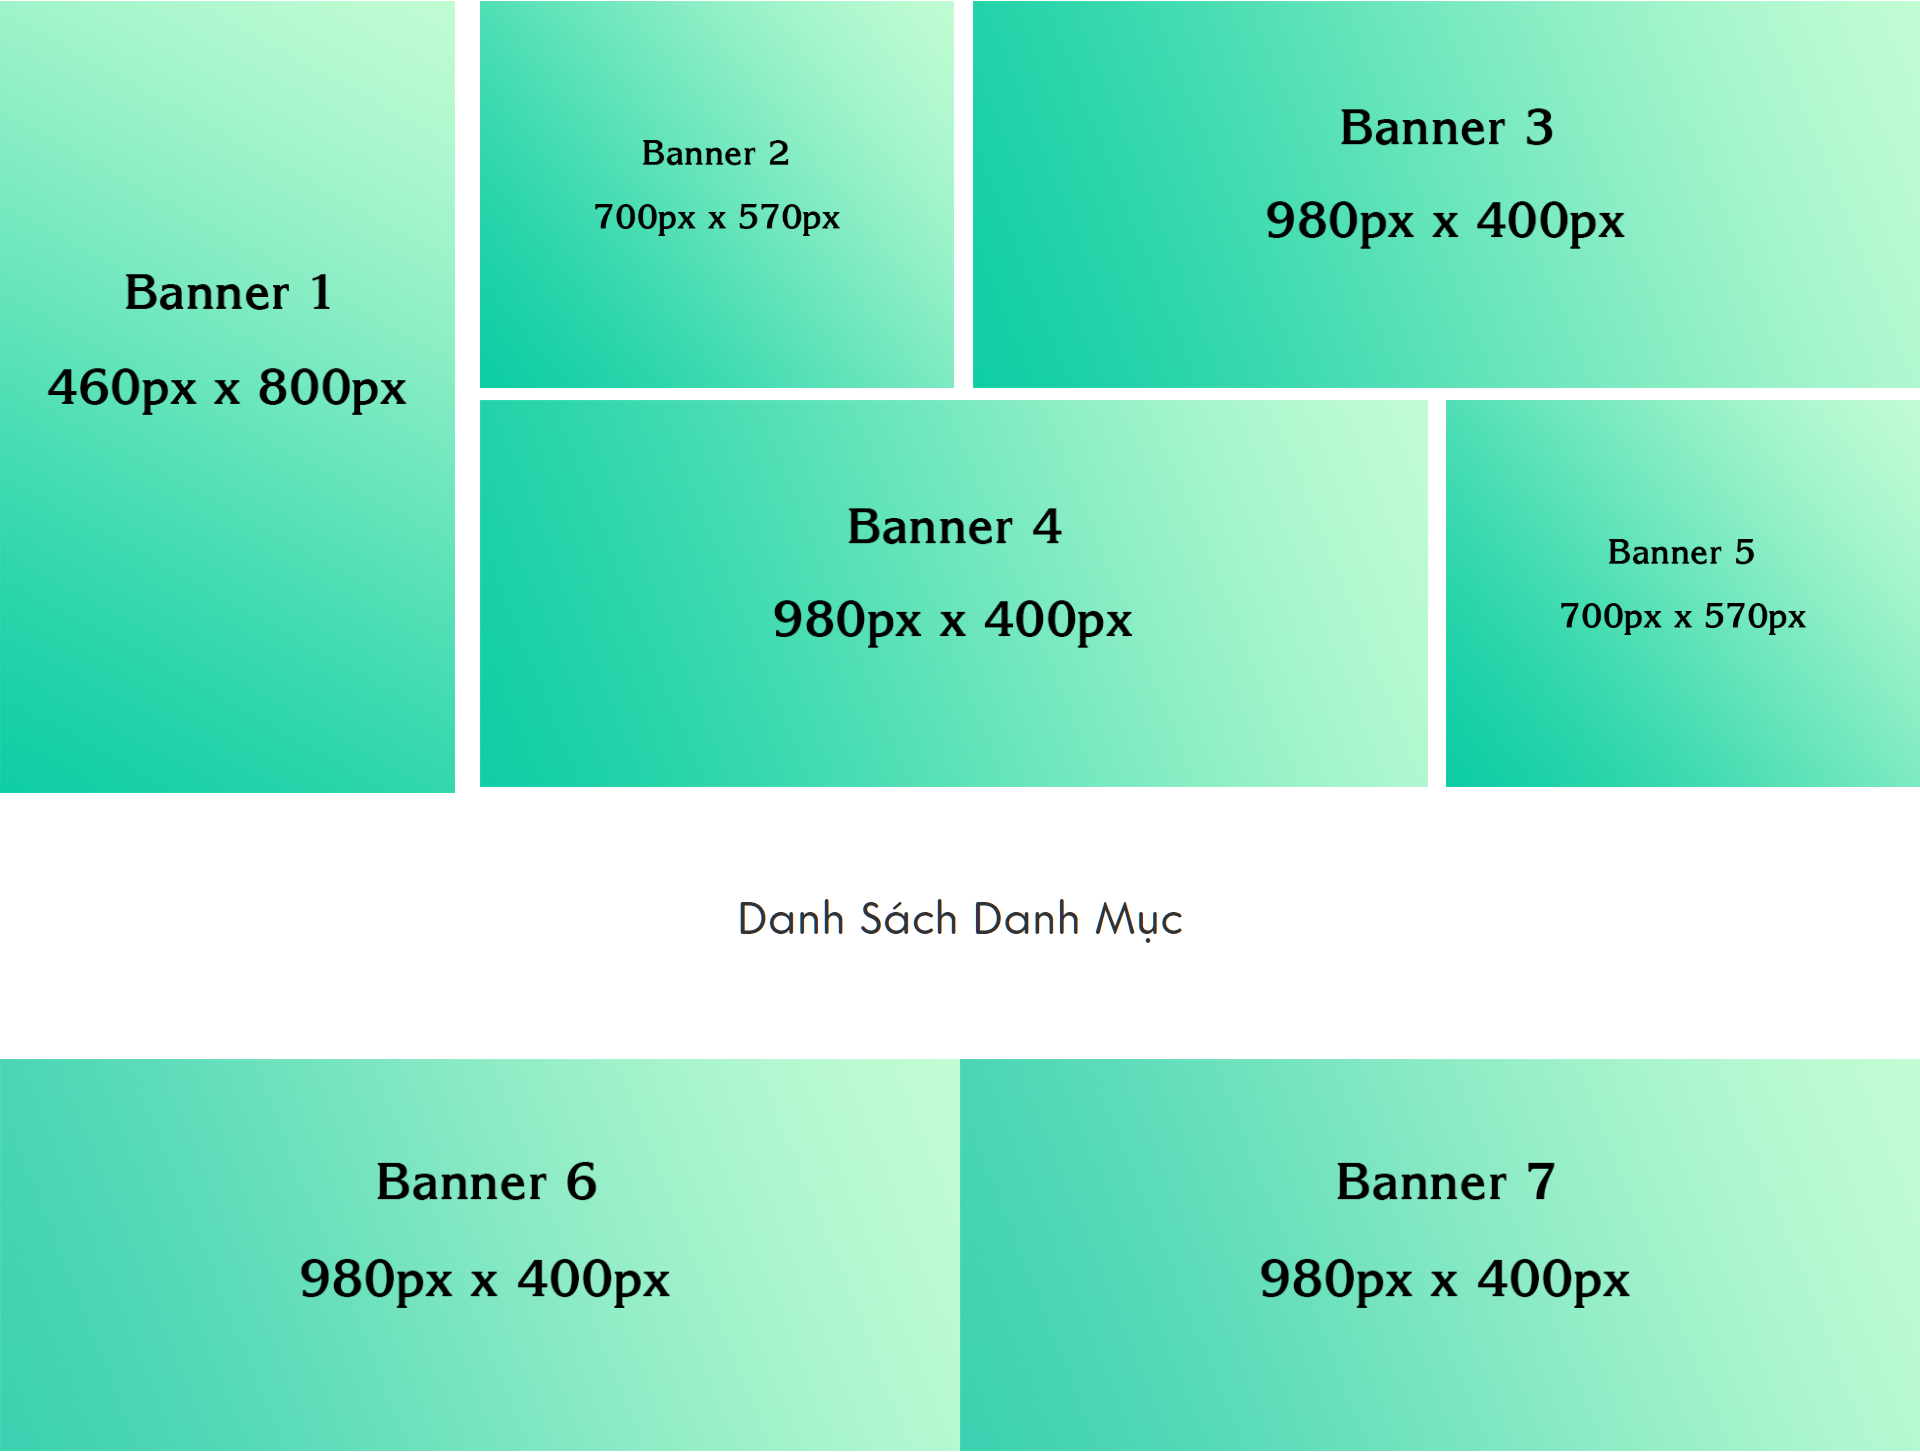 Banner 1
460px x 800px
Banner 2
700px x 570px
Banner 3
980px x 400px
Banner 4
980px x 400px
Banner 5
700px x 570px
Danh Sách Danh Mục
Banner 6
980px x 400px
Banner 7
980px x 400px